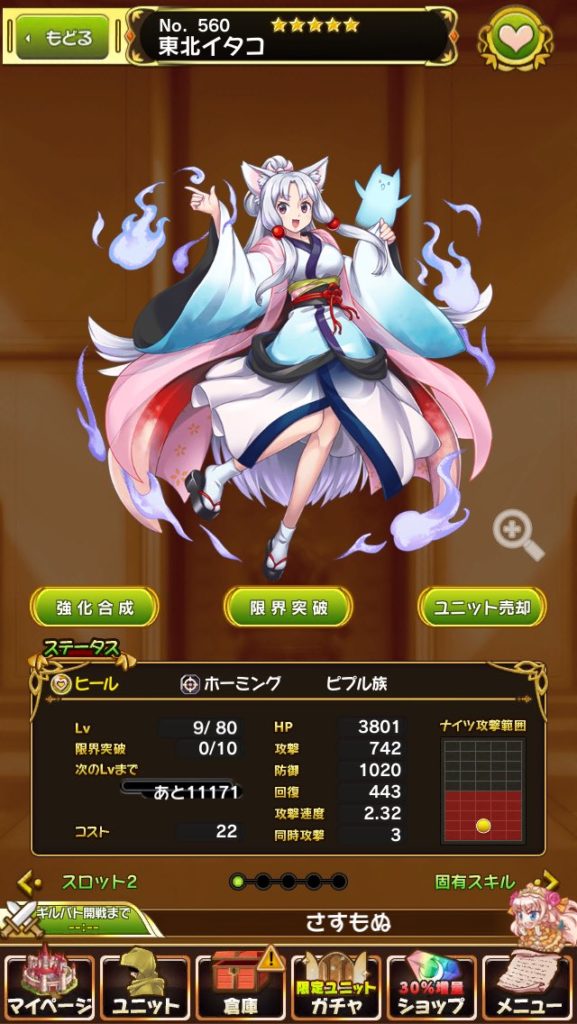 もどる
No. 560
東北イタコ
強化合成
限界突破
ユニット売却
ステータス
ヒール
ホーミング
ピプル族
Lv 9/ 80
限界突破 0/10
次のLvまで
あと11171
コスト 22
HP 3801
攻撃 742
防御 1020
回復 443
攻撃速度 2.32
同時攻撃 3
ナイツ攻撃範囲
スロット2
固有スキル
ギルバト開戦まで
--:--
さすもぬ
マイページ
ユニット
倉庫
限定ユニット
ガチャ
30%増量
ショップ
メニュー